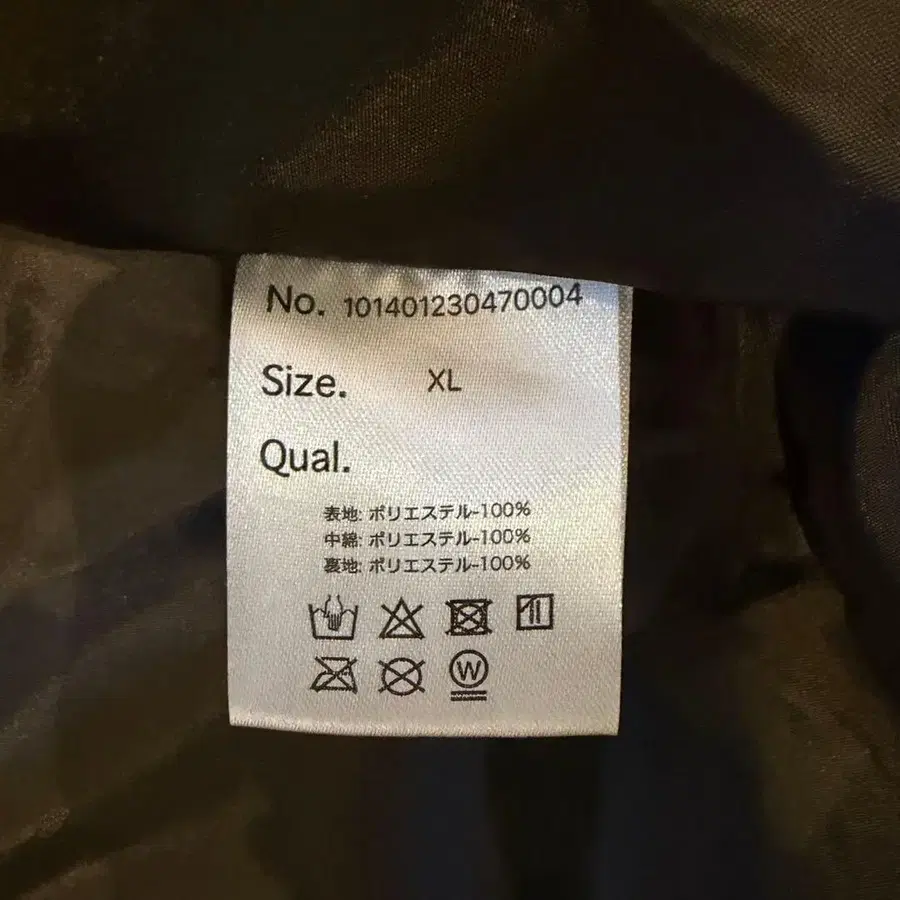 No. 101401230470004
Size. XL
Qual.
表地: ポリエステル-100%
中綿: ポリエステル-100%
裏地: ポリエステル-100%
W